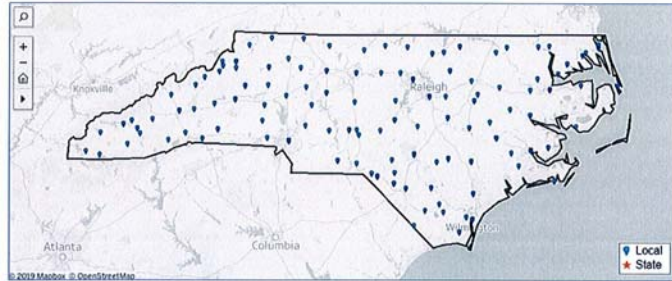 Knoxville
Raleigh
Wilmington
Atlanta
Columbia
Local
State
© 2019 Mapbox © OpenStreetMap